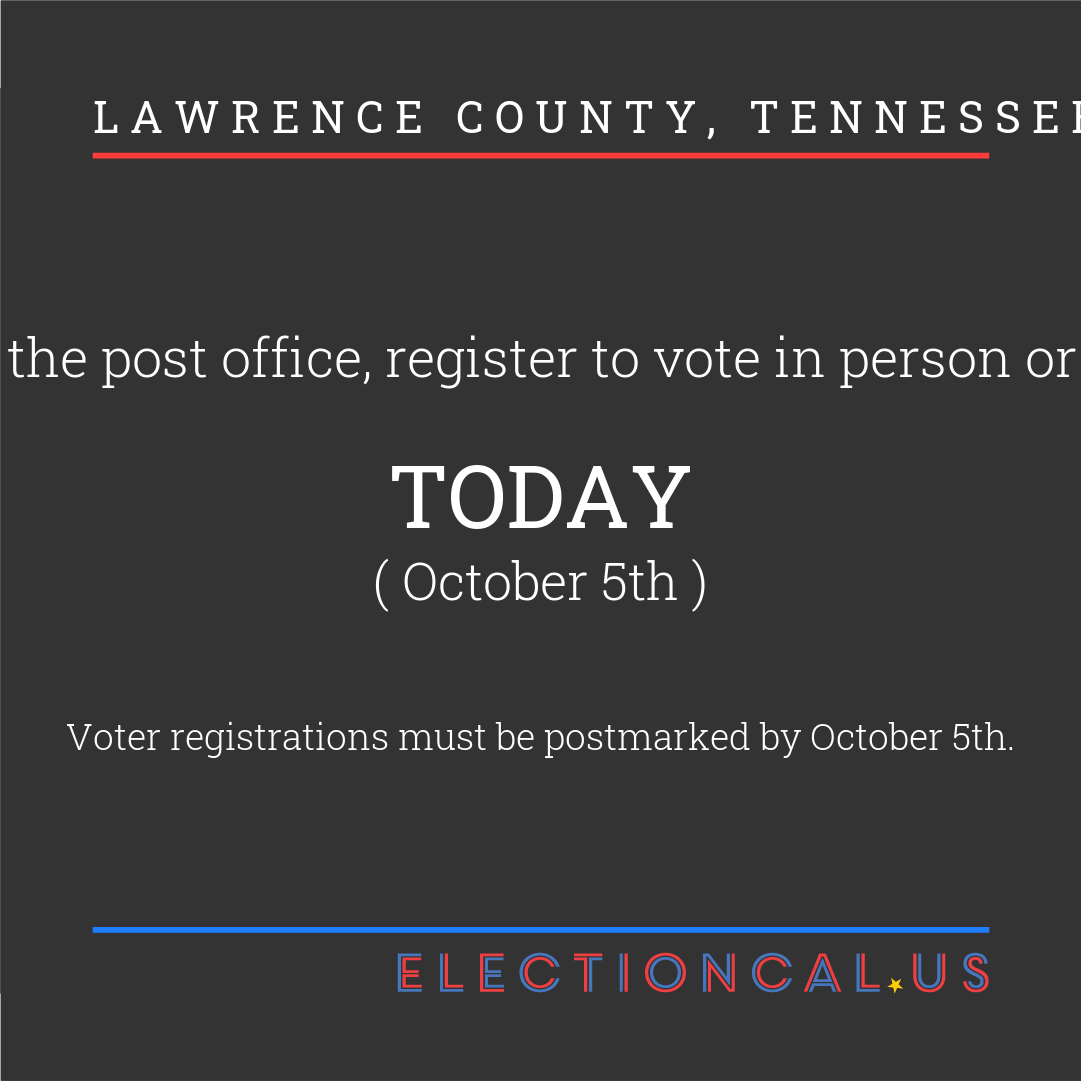 LAWRENCE COUNTY, TENNESSEE
the post office, register to vote in person or
TODAY
( October 5th )
Voter registrations must be postmarked by October 5th.
ELECTIONCAL.US